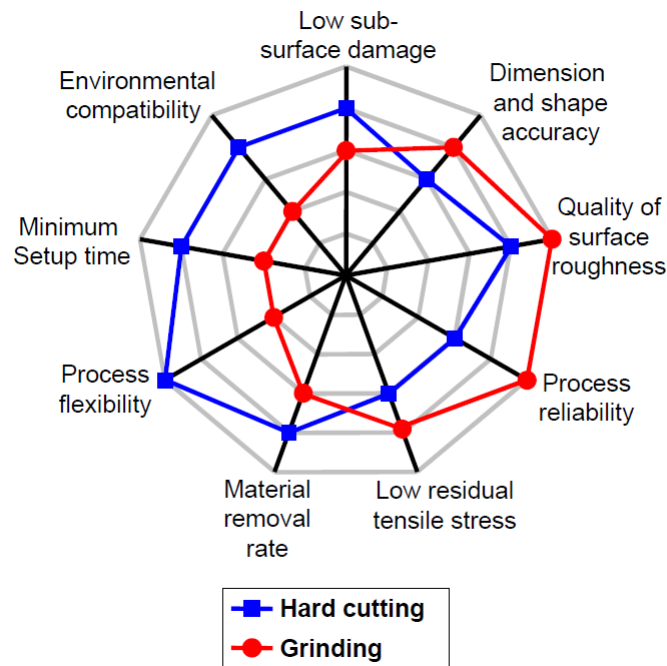 Low sub-
surface damage
Dimension
and shape
accuracy
Quality of
surface
roughness
Process
reliability
Low residual
tensile stress
Material
removal
rate
Process
flexibility
Minimum
Setup time
Environmental
compatibility
Hard cutting
Grinding